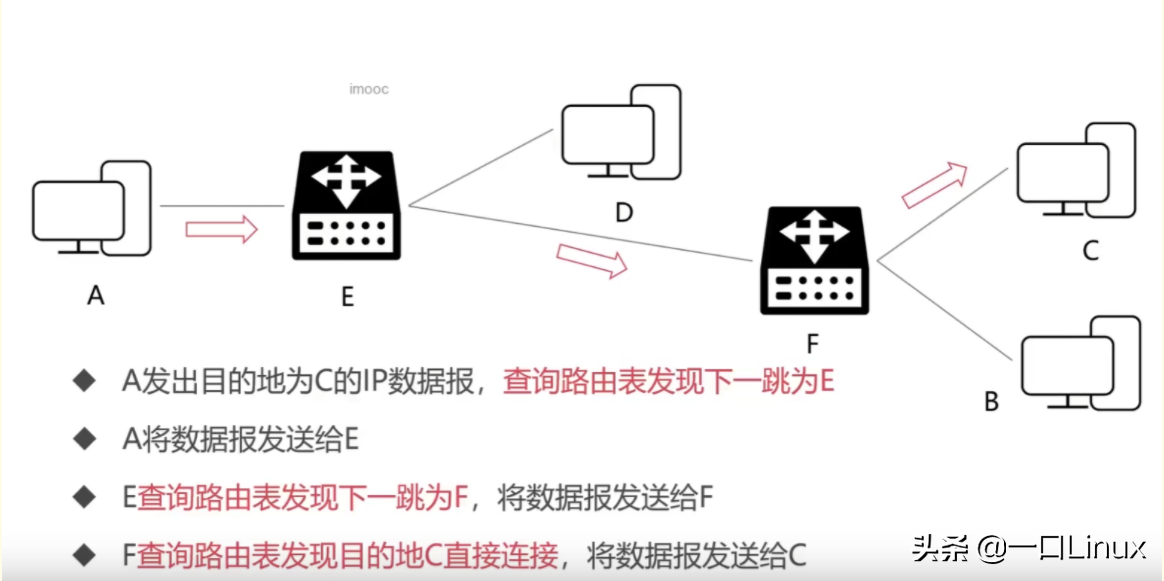 imooc
A
E
D
F
C
B
A发出目的地为C的IP数据报，查询路由表发现下一跳为E
A将数据报发送给E
E查询路由表发现下一跳为F，将数据报发送给F
F查询路由表发现目的地C直接连接，将数据报发送给C
头条 @一口Linux